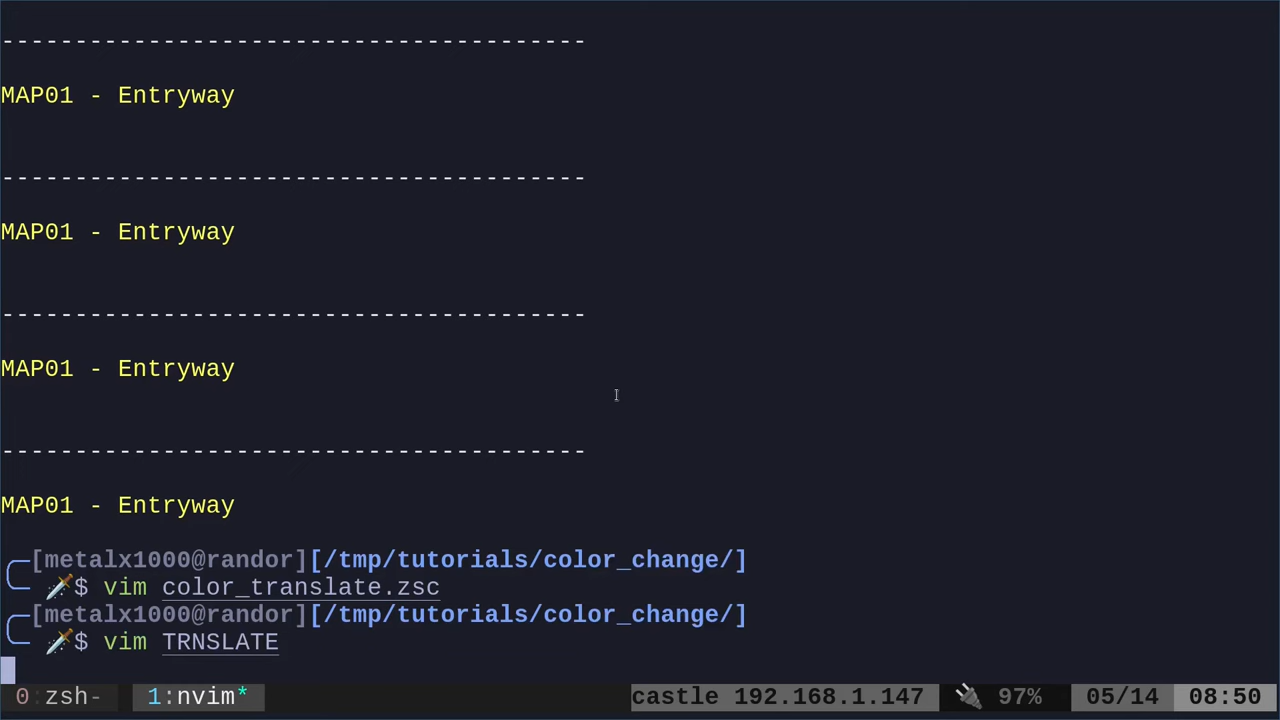 ----------------------------------------
MAP01 - Entryway
----------------------------------------
MAP01 - Entryway
----------------------------------------
MAP01 - Entryway
----------------------------------------
MAP01 - Entryway
[metalx1000@randor][/tmp/tutorials/color_change/]
$ vim color_translate.zsc
[metalx1000@randor][/tmp/tutorials/color_change/]
$ vim TRNSLATE
0:zsh- 1:nvim* castle 192.168.1.147 97% 05/14 08:50